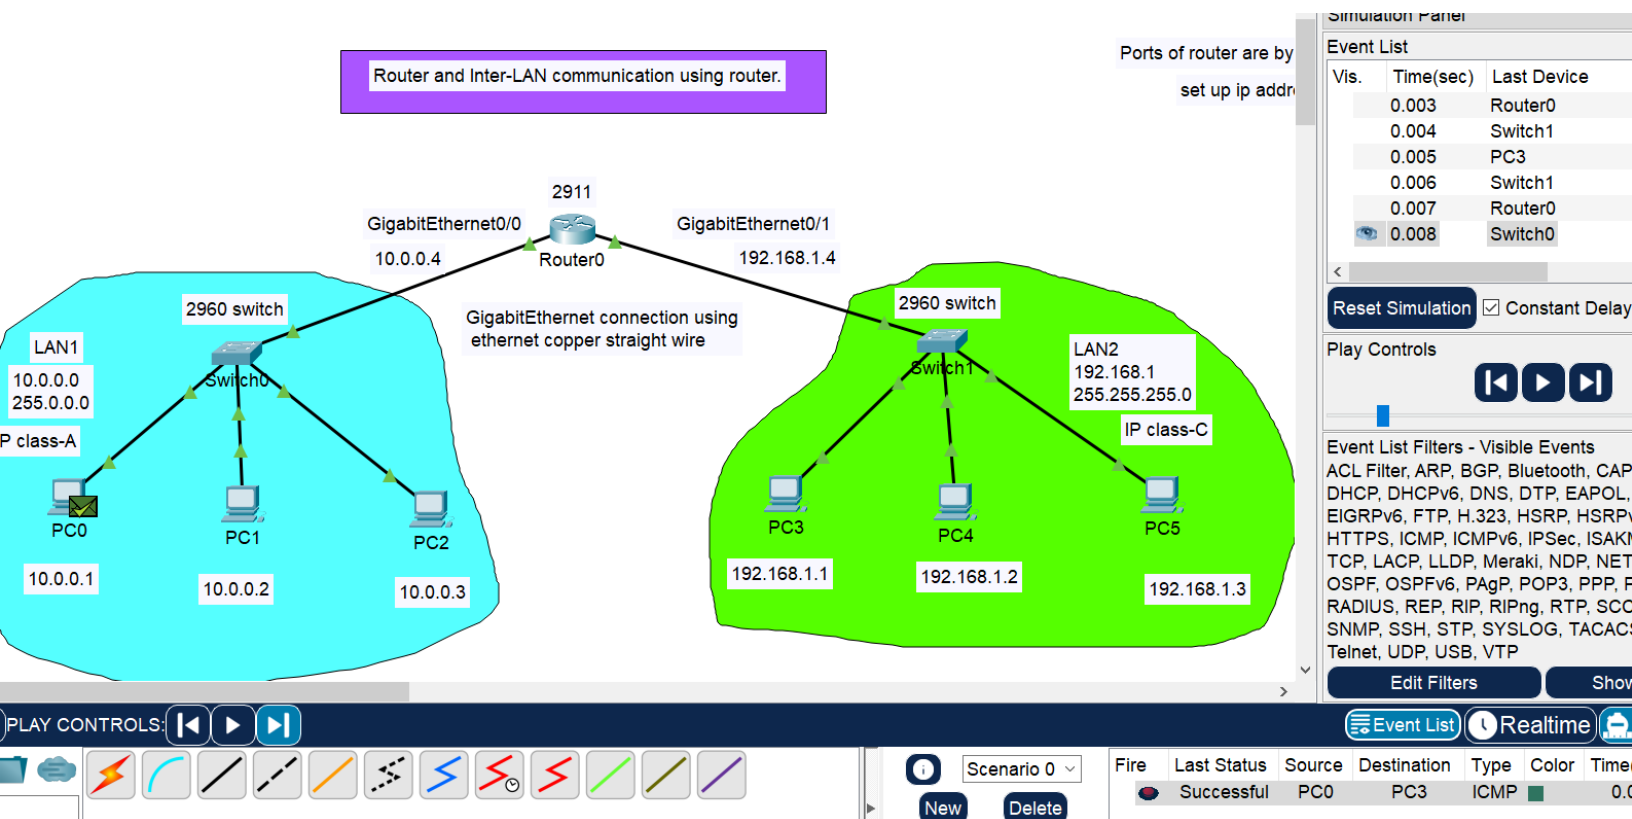 Simulation Panel
Router and Inter-LAN communication using router.
Ports of router are by
set up ip addr
Event List
Vis. Time(sec) Last Device
0.003 Router0
0.004 Switch1
0.005 PC3
0.006 Switch1
0.007 Router0
0.008 Switch0
2911
GigabitEthernet0/0
GigabitEthernet0/1
10.0.0.4
192.168.1.4
Router0
2960 switch
GigabitEthernet connection using
ethernet copper straight wire
2960 switch
Reset Simulation Constant Delay
Play Controls
LAN1
10.0.0.0
255.0.0.0
P class-A
Switch0
Switch1
LAN2
192.168.1
255.255.255.0
IP class-C
PC0
PC1
PC2
PC3
PC4
PC5
10.0.0.1
10.0.0.2
10.0.0.3
192.168.1.1
192.168.1.2
192.168.1.3
Event List Filters - Visible Events
ACL Filter, ARP, BGP, Bluetooth, CAP
DHCP, DHCPv6, DNS, DTP, EAPOL,
EIGRPv6, FTP, H.323, HSRP, HSRPv
HTTPS, ICMP, ICMPv6, IPSec, ISAKM
TCP, LACP, LLDP, Meraki, NDP, NET
OSPF, OSPFv6, PAgP, POP3, PPP, P
RADIUS, REP, RIP, RIPng, RTP, SCC
SNMP, SSH, STP, SYSLOG, TACACS
Telnet, UDP, USB, VTP
Edit Filters Show
PLAY CONTROLS:
Event List Realtime
Scenario 0
New Delete
Fire Last Status Source Destination Type Color Time(
Successful PC0 PC3 ICMP 0.0